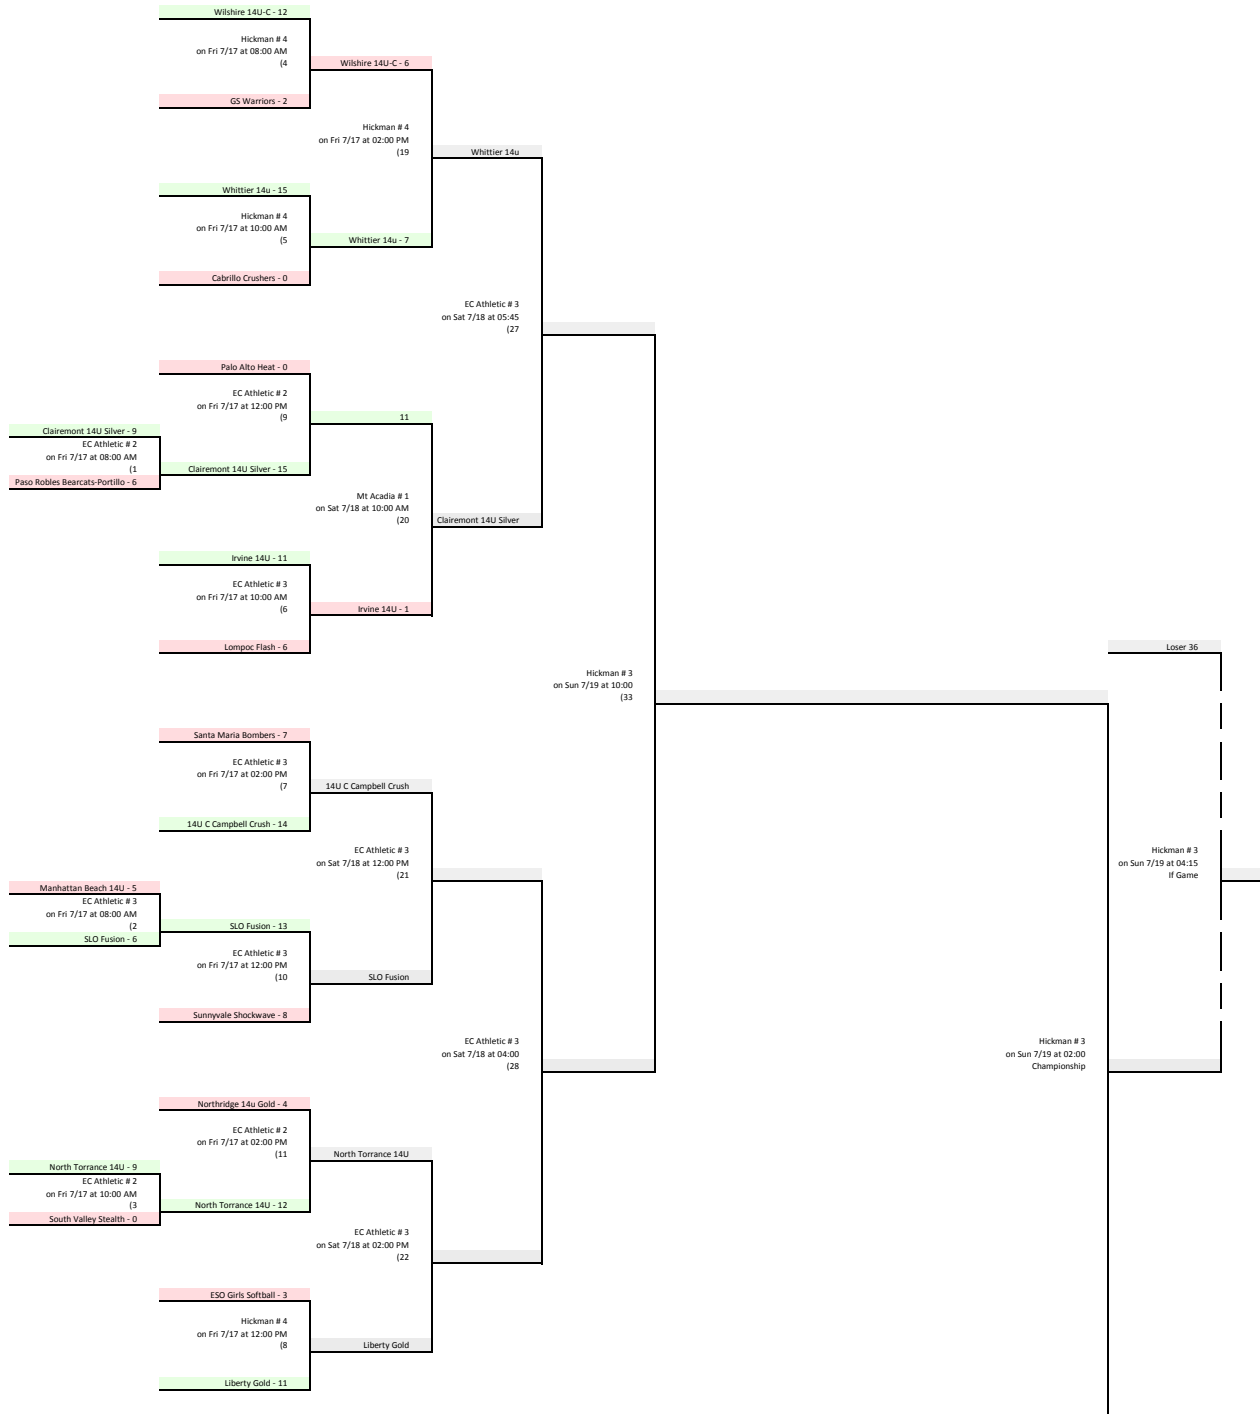 Wilshire 14U-C - 12
Hickman # 4
on Fri 7/17 at 08:00 AM
(4
Wilshire 14U-C - 6
GS Warriors - 2
Hickman # 4
on Fri 7/17 at 02:00 PM
(19
Whittier 14u
Whittier 14u - 15
Hickman # 4
on Fri 7/17 at 10:00 AM
(5
Whittier 14u - 7
Cabrillo Crushers - 0
EC Athletic # 3
on Sat 7/18 at 05:45
(27
Palo Alto Heat - 0
EC Athletic # 2
on Fri 7/17 at 12:00 PM
(9
11
Clairemont 14U Silver - 9
EC Athletic # 2
on Fri 7/17 at 08:00 AM
(1
Clairemont 14U Silver - 15
Paso Robles Bearcats-Portillo - 6
Mt Acadia # 1
on Sat 7/18 at 10:00 AM
(20
Clairemont 14U Silver
Irvine 14U - 11
EC Athletic # 3
on Fri 7/17 at 10:00 AM
(6
Irvine 14U - 1
Lompoc Flash - 6
Loser 36
Hickman # 3
on Sun 7/19 at 10:00
(33
Santa Maria Bombers - 7
EC Athletic # 3
on Fri 7/17 at 02:00 PM
(7
14U C Campbell Crush
14U C Campbell Crush - 14
EC Athletic # 3
on Sat 7/18 at 12:00 PM
(21
Hickman # 3
on Sun 7/19 at 04:15
If Game
Manhattan Beach 14U - 5
EC Athletic # 3
on Fri 7/17 at 08:00 AM
(2
SLO Fusion - 13
SLO Fusion - 6
EC Athletic # 3
on Fri 7/17 at 12:00 PM
(10
SLO Fusion
Sunnyvale Shockwave - 8
EC Athletic # 3
on Sat 7/18 at 04:00
(28
Hickman # 3
on Sun 7/19 at 02:00
Championship
Northridge 14u Gold - 4
EC Athletic # 2
on Fri 7/17 at 02:00 PM
(11
North Torrance 14U
North Torrance 14U - 9
EC Athletic # 2
on Fri 7/17 at 10:00 AM
(3
North Torrance 14U - 12
South Valley Stealth - 0
EC Athletic # 3
on Sat 7/18 at 02:00 PM
(22
ESO Girls Softball - 3
Hickman # 4
on Fri 7/17 at 12:00 PM
(8
Liberty Gold
Liberty Gold - 11